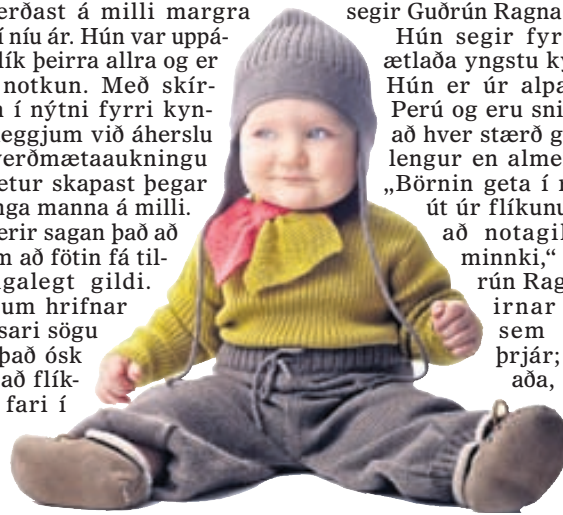 erðast á milli margra
í níu ár. Hún var uppá-
lík þeirra allra og er
notkun. Með skír-
í nýtni fyrri kyn-
eggjum við áherslu
verðmætaaukningu
etur skapast þegar
nga manna á milli.
erir sagan það að
m að fötin fá til-
galegt gildi.
um hrifnar
sari sögu
það ósk
að flík-
fari í
segir Guðrún Ragna
Hún segir fyr
ætlaða yngstu ky
Hún er úr alpa
Perú og eru sni
að hver stærð g
lengur en alme
„Börnin geta í r
út úr flíkunu
að notagil
minnki,“
rún Rag
irnar
sem
þrjár;
aða,